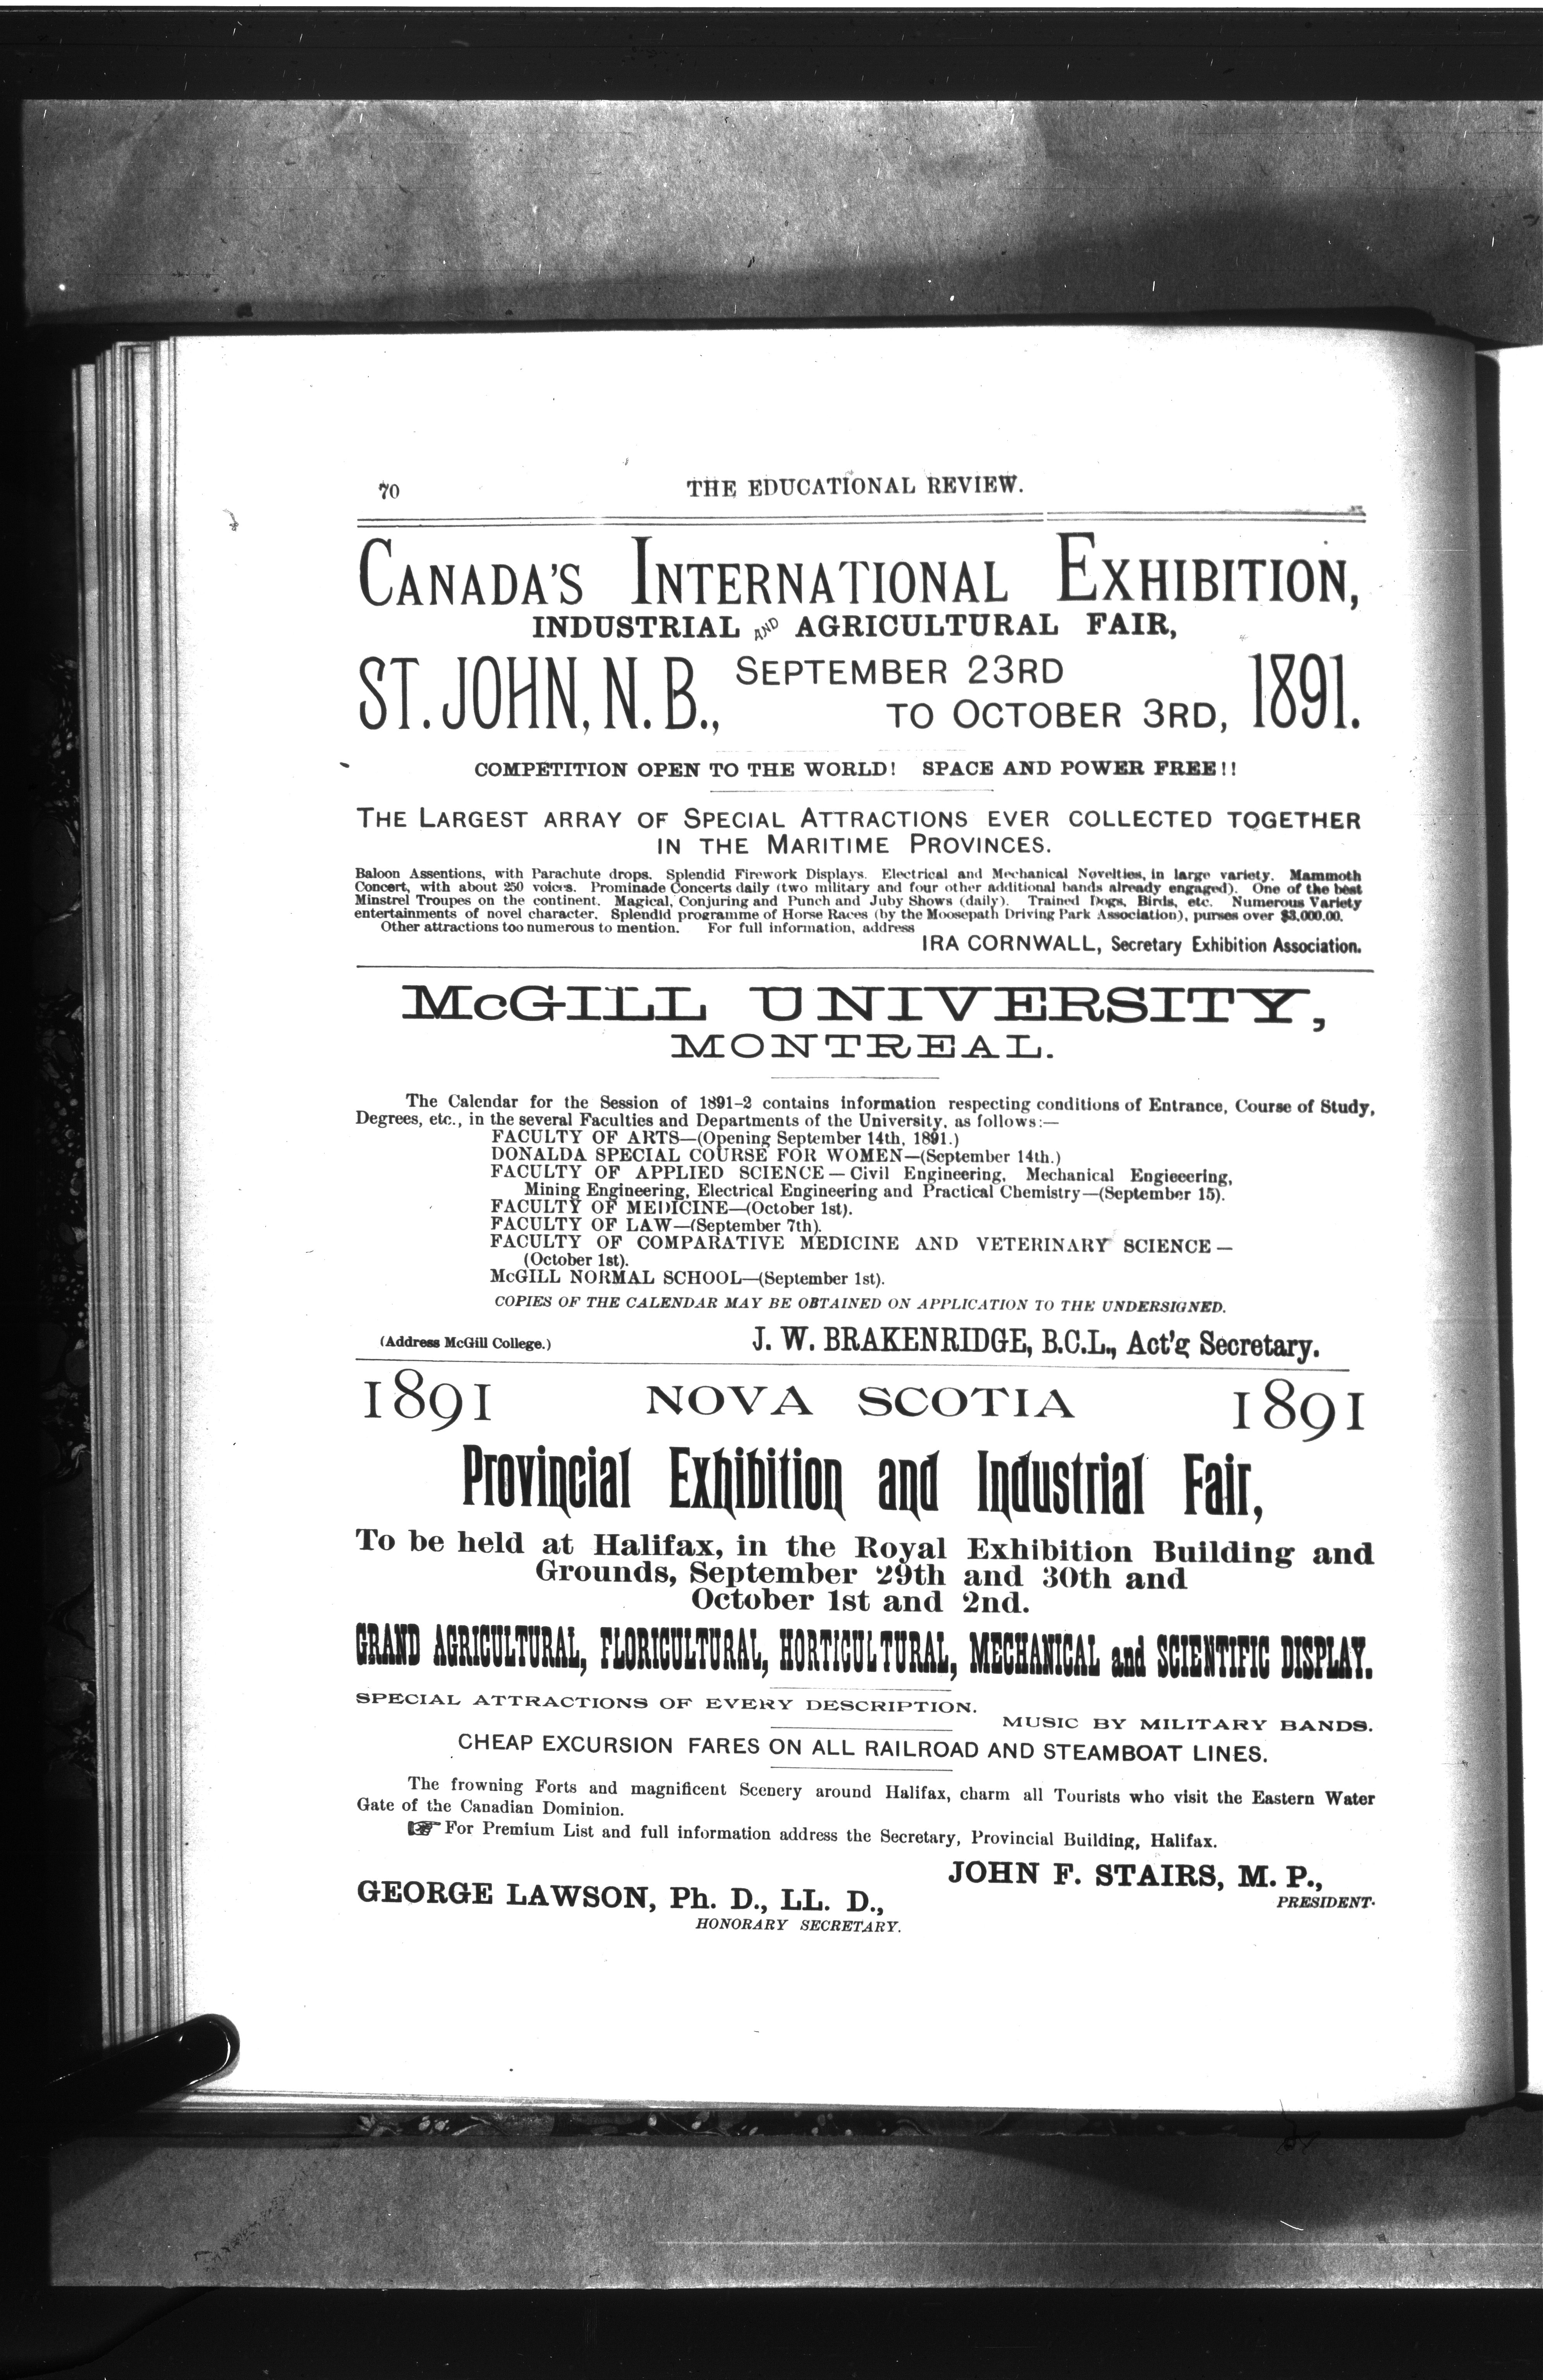 70
THE EDUCATIONAL REVIEW.
CANADA'S INTERNATIONAL EXHIBITION,
INDUSTRIAL AND AGRICULTURAL FAIR,
ST. JOHN, N. B., SEPTEMBER 23RD TO OCTOBER 3RD, 1891.
COMPETITION OPEN TO THE WORLD! SPACE AND POWER FREE!!
THE LARGEST ARRAY OF SPECIAL ATTRACTIONS EVER COLLECTED TOGETHER
IN THE MARITIME PROVINCES.
Baloon Assentions, with Parachute drops. Splendid Firework Displays. Electrical and Mechanical Novelties, in large variety. Mammoth
Concert, with about 250 voices. Prominade Concerts daily (two military and four other additional bands already engaged). One of the best
Minstrel Troupes on the continent. Magical, Conjuring and Punch and Juby Shows (daily). Trained Dogs, Birds, etc. Numerous Variety
entertainments of novel character. Splendid programme of Horse Races (by the Moosepath Driving Park Association), purses over $3,000.00.
Other attractions too numerous to mention. For full information, address
IRA CORNWALL, Secretary Exhibition Association.
McGILL UNIVERSITY,
MONTREAL.
The Calendar for the Session of 1891-2 contains information respecting conditions of Entrance, Course of Study,
Degrees, etc., in the several Faculties and Departments of the University, as follows:—
FACULTY OF ARTS—(Opening September 14th, 1891.)
DONALDA SPECIAL COURSE FOR WOMEN—(September 14th.)
FACULTY OF APPLIED SCIENCE — Civil Engineering, Mechanical Engieeering,
Mining Engineering, Electrical Engineering and Practical Chemistry—(September 15).
FACULTY OF MEDICINE—(October 1st).
FACULTY OF LAW—(September 7th).
FACULTY OF COMPARATIVE MEDICINE AND VETERINARY SCIENCE —
(October 1st).
McGILL NORMAL SCHOOL—(September 1st).
COPIES OF THE CALENDAR MAY BE OBTAINED ON APPLICATION TO THE UNDERSIGNED.
(Address McGill College.)
J. W. BRAKENRIDGE, B.C.L., Act'g Secretary.
1891 NOVA SCOTIA 1891
Provincial Exhibition and Industrial Fair,
To be held at Halifax, in the Royal Exhibition Building and
Grounds, September 29th and 30th and
October 1st and 2nd.
GRAND AGRICULTURAL, FLORICULTURAL, HORTICULTURAL, MECHANICAL and SCIENTIFIC DISPLAY.
SPECIAL ATTRACTIONS OF EVERY DESCRIPTION.
MUSIC BY MILITARY BANDS.
CHEAP EXCURSION FARES ON ALL RAILROAD AND STEAMBOAT LINES.
The frowning Forts and magnificent Scenery around Halifax, charm all Tourists who visit the Eastern Water
Gate of the Canadian Dominion.
☞ For Premium List and full information address the Secretary, Provincial Building, Halifax.
JOHN F. STAIRS, M. P.,
PRESIDENT.
GEORGE LAWSON, Ph. D., LL. D.,
HONORARY SECRETARY.